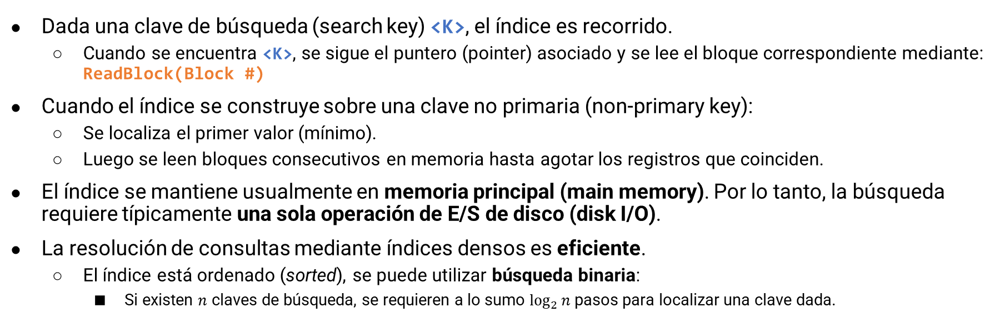 ● Dada una clave de búsqueda (search key) <K>, el índice es recorrido.
○ Cuando se encuentra <K>, se sigue el puntero (pointer) asociado y se lee el bloque correspondiente mediante:
ReadBlock(Block #)
● Cuando el índice se construye sobre una clave no primaria (non-primary key):
○ Se localiza el primer valor (mínimo).
○ Luego se leen bloques consecutivos en memoria hasta agotar los registros que coinciden.
● El índice se mantiene usualmente en memoria principal (main memory). Por lo tanto, la búsqueda
requiere típicamente una sola operación de E/S de disco (disk I/O).
● La resolución de consultas mediante índices densos es eficiente.
○ El índice está ordenado (sorted), se puede utilizar búsqueda binaria:
■ Si existen n claves de búsqueda, se requieren a lo sumo log₂ n pasos para localizar una clave dada.